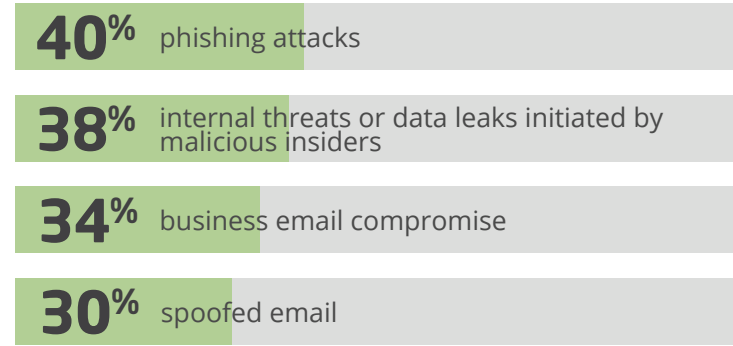 40% phishing attacks
38% internal threats or data leaks initiated by
malicious insiders
34% business email compromise
30% spoofed email